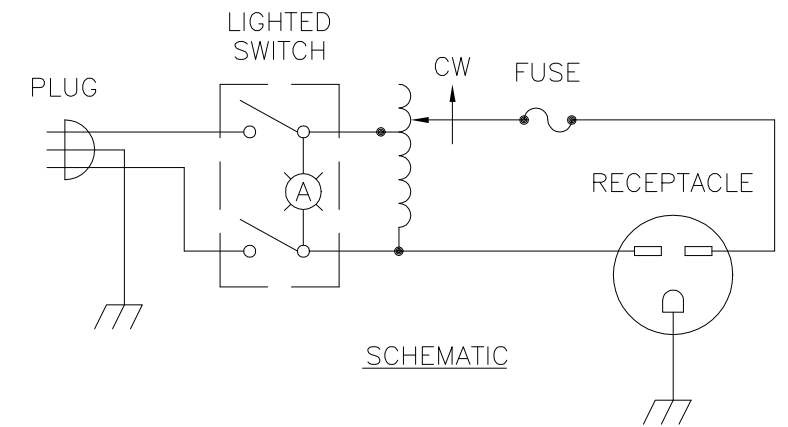 LIGHTED
SWITCH
PLUG
CW
FUSE
A
RECEPTACLE
SCHEMATIC